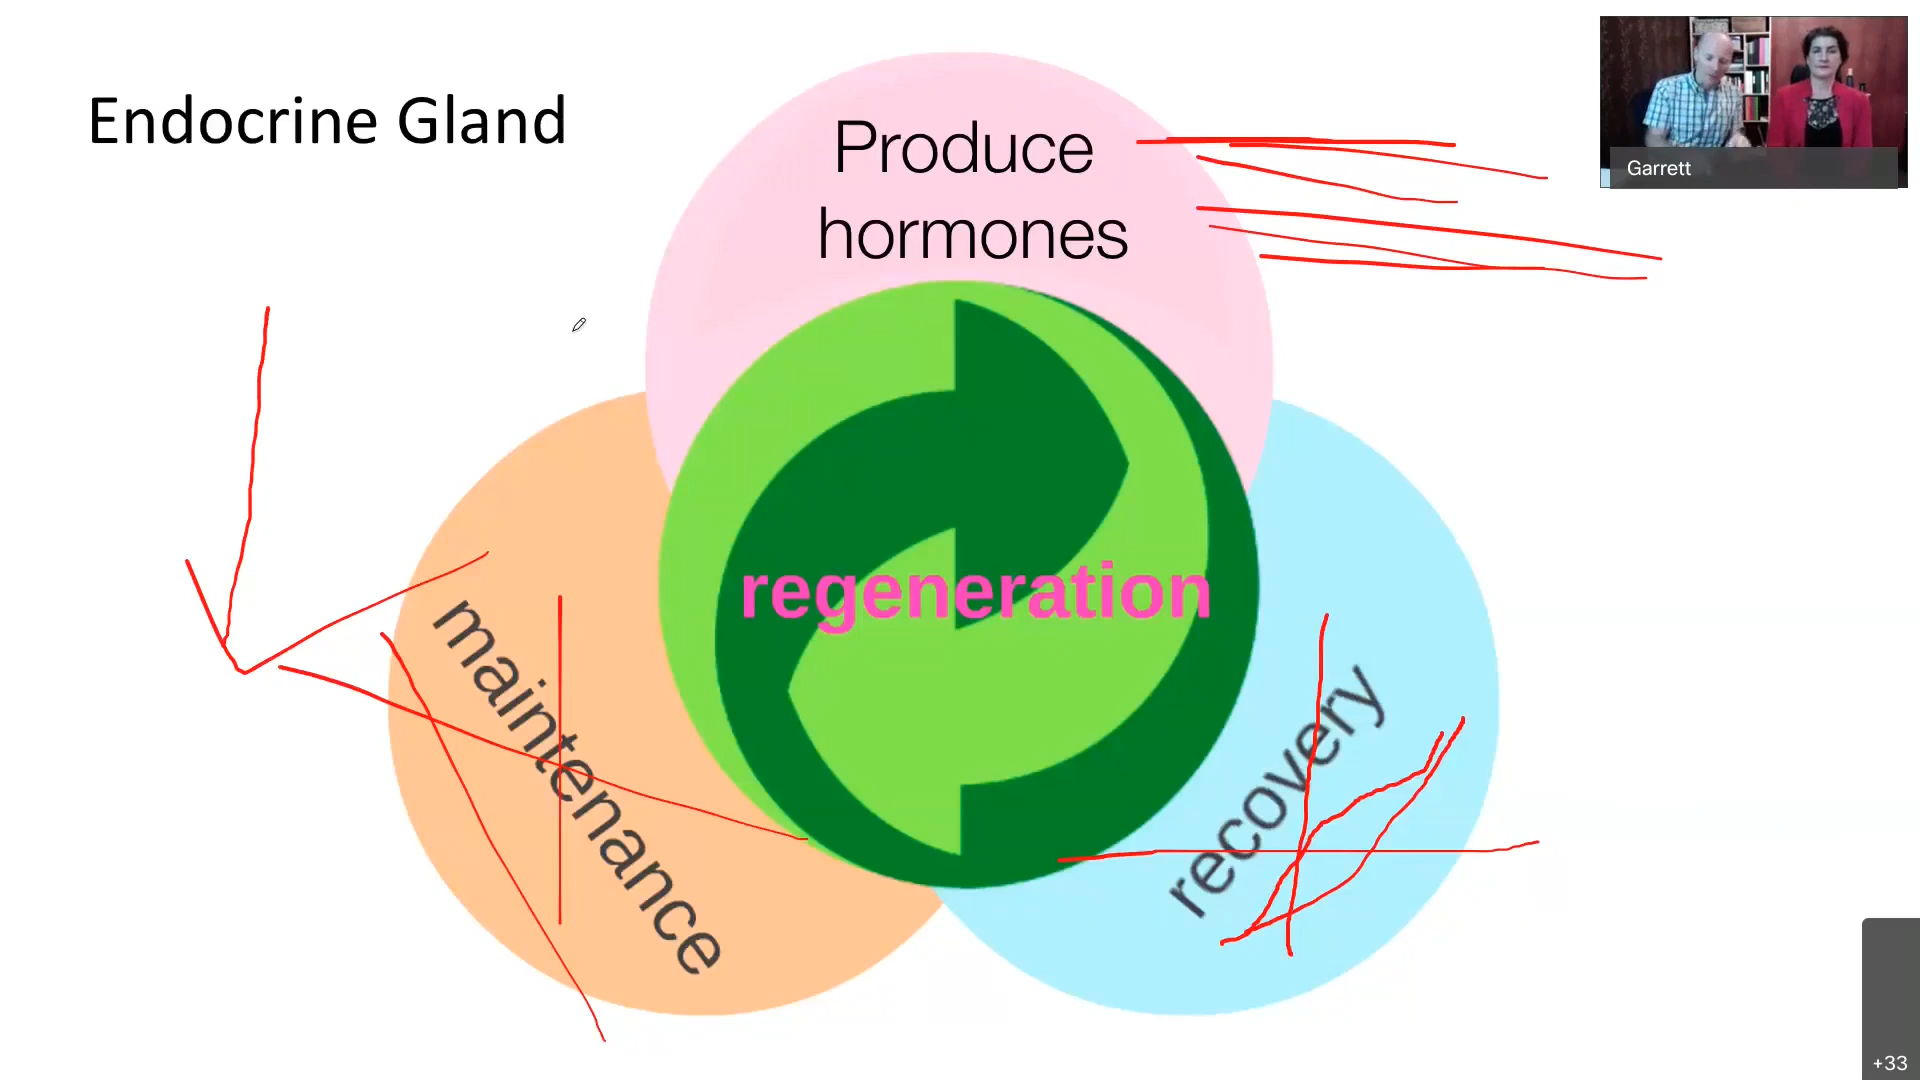 Endocrine Gland
Produce
hormones
Garrett
regeneration
maintenance
recovery
+33